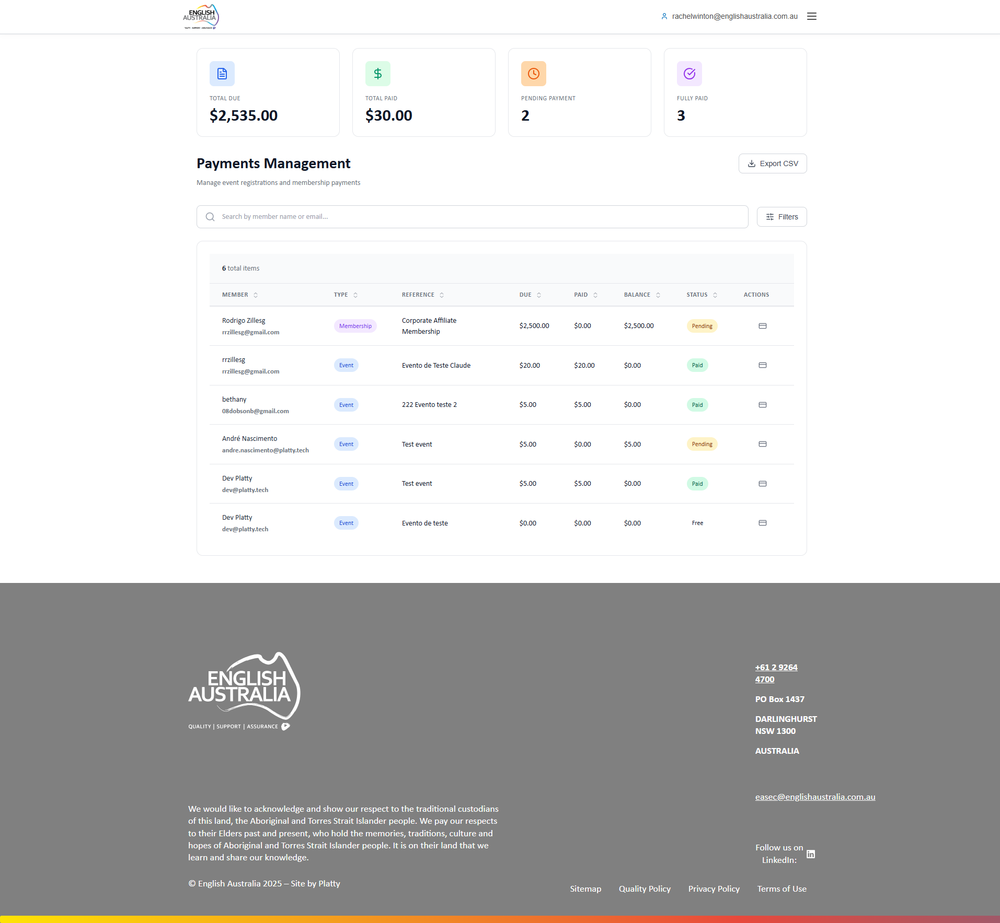 ENGLISH
AUSTRALIA
QUALITY | SUPPORT | ASSURANCE
rachelwinton@englishaustralia.com.au
TOTAL DUE
$2,535.00
TOTAL PAID
$30.00
PENDING PAYMENT
2
FULLY PAID
3
Payments Management
Export CSV
Manage event registrations and membership payments
Search by member name or email...
Filters
6 total items
MEMBER TYPE REFERENCE DUE PAID BALANCE STATUS ACTIONS
Rodrigo Zillesg
rrzillesg@gmail.com
Membership
Corporate Affiliate
Membership
$2,500.00 $0.00 $2,500.00 Pending
rrzillesg
rrzillesg@gmail.com
Event Evento de Teste Claude $20.00 $20.00 $0.00 Paid
bethany
08dobsonb@gmail.com
Event 222 Evento teste 2 $5.00 $5.00 $0.00 Paid
André Nascimento
andre.nascimento@platty.tech
Event Test event $5.00 $0.00 $5.00 Pending
Dev Platty
dev@platty.tech
Event Test event $5.00 $5.00 $0.00 Paid
Dev Platty
dev@platty.tech
Event Evento de teste $0.00 $0.00 $0.00 Free
ENGLISH
AUSTRALIA
QUALITY | SUPPORT | ASSURANCE
+61 2 9264
4700
PO Box 1437
DARLINGHURST
NSW 1300
AUSTRALIA
easec@englishaustralia.com.au
We would like to acknowledge and show our respect to the traditional custodians
of this land, the Aboriginal and Torres Strait Islander people. We pay our respects
to their Elders past and present, who hold the memories, traditions, culture and
hopes of Aboriginal and Torres Strait Islander people. It is on their land that we
learn and share our knowledge.
Follow us on
LinkedIn:
© English Australia 2025 – Site by Platty
Sitemap Quality Policy Privacy Policy Terms of Use